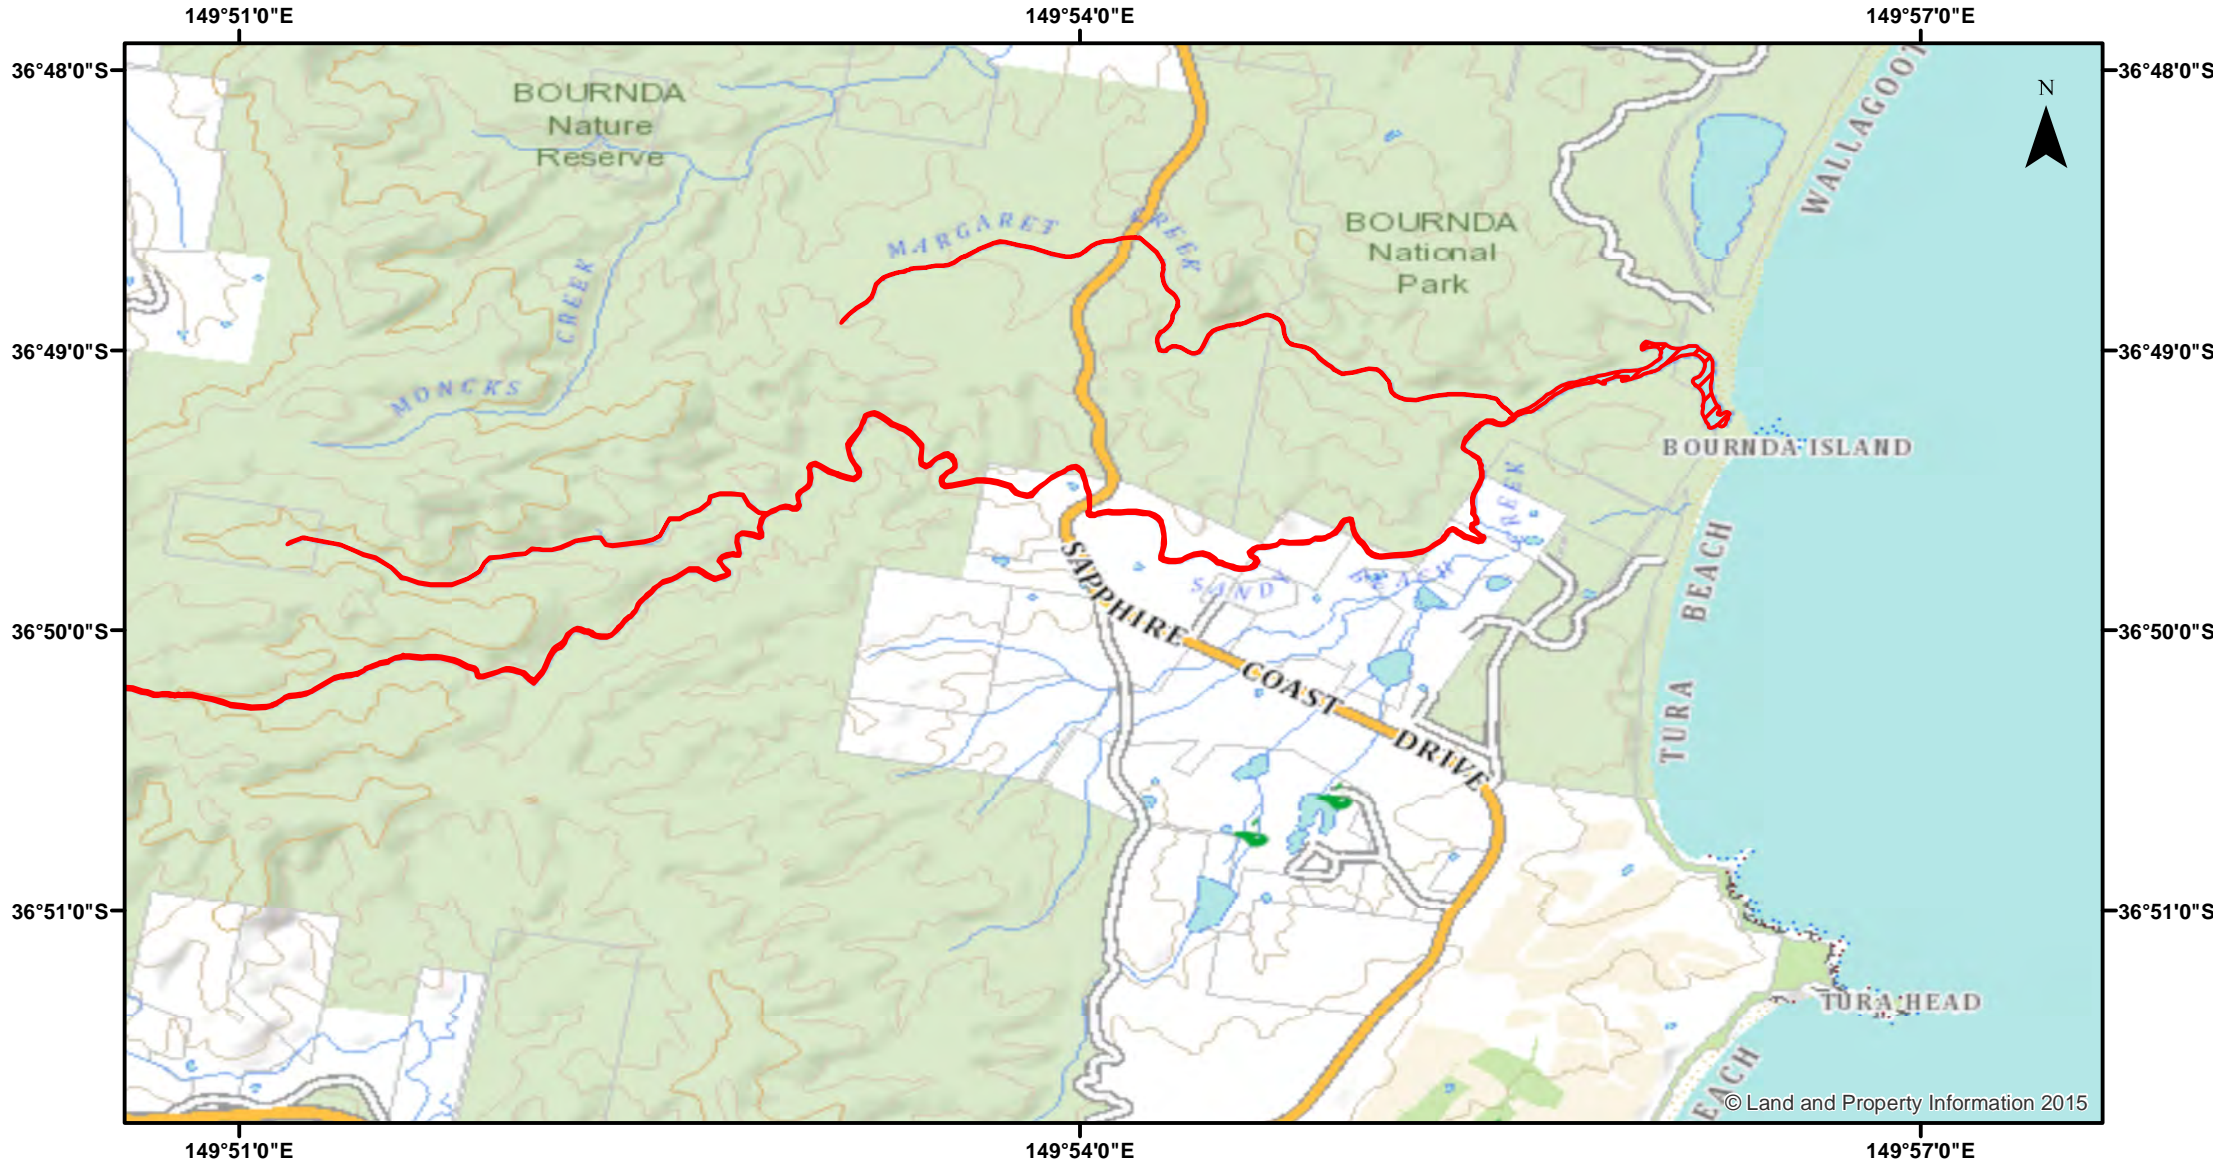 149°51'0"E
149°54'0"E
149°57'0"E
36°48'0"S
36°48'0"S
N
BOURNDA
Nature
Reserve
WALLAGOOT
MARGARET
CREEK
BOURNDA
National
Park
MONCKS
CREEK
36°49'0"S
36°49'0"S
BOURNDA ISLAND
SANDY
BEACH
CREEK
SAPPHIRE
COAST
DRIVE
TURA
BEACH
36°50'0"S
36°50'0"S
36°51'0"S
36°51'0"S
TURA HEAD
EACH
© Land and Property Information 2015
149°51'0"E
149°54'0"E
149°57'0"E